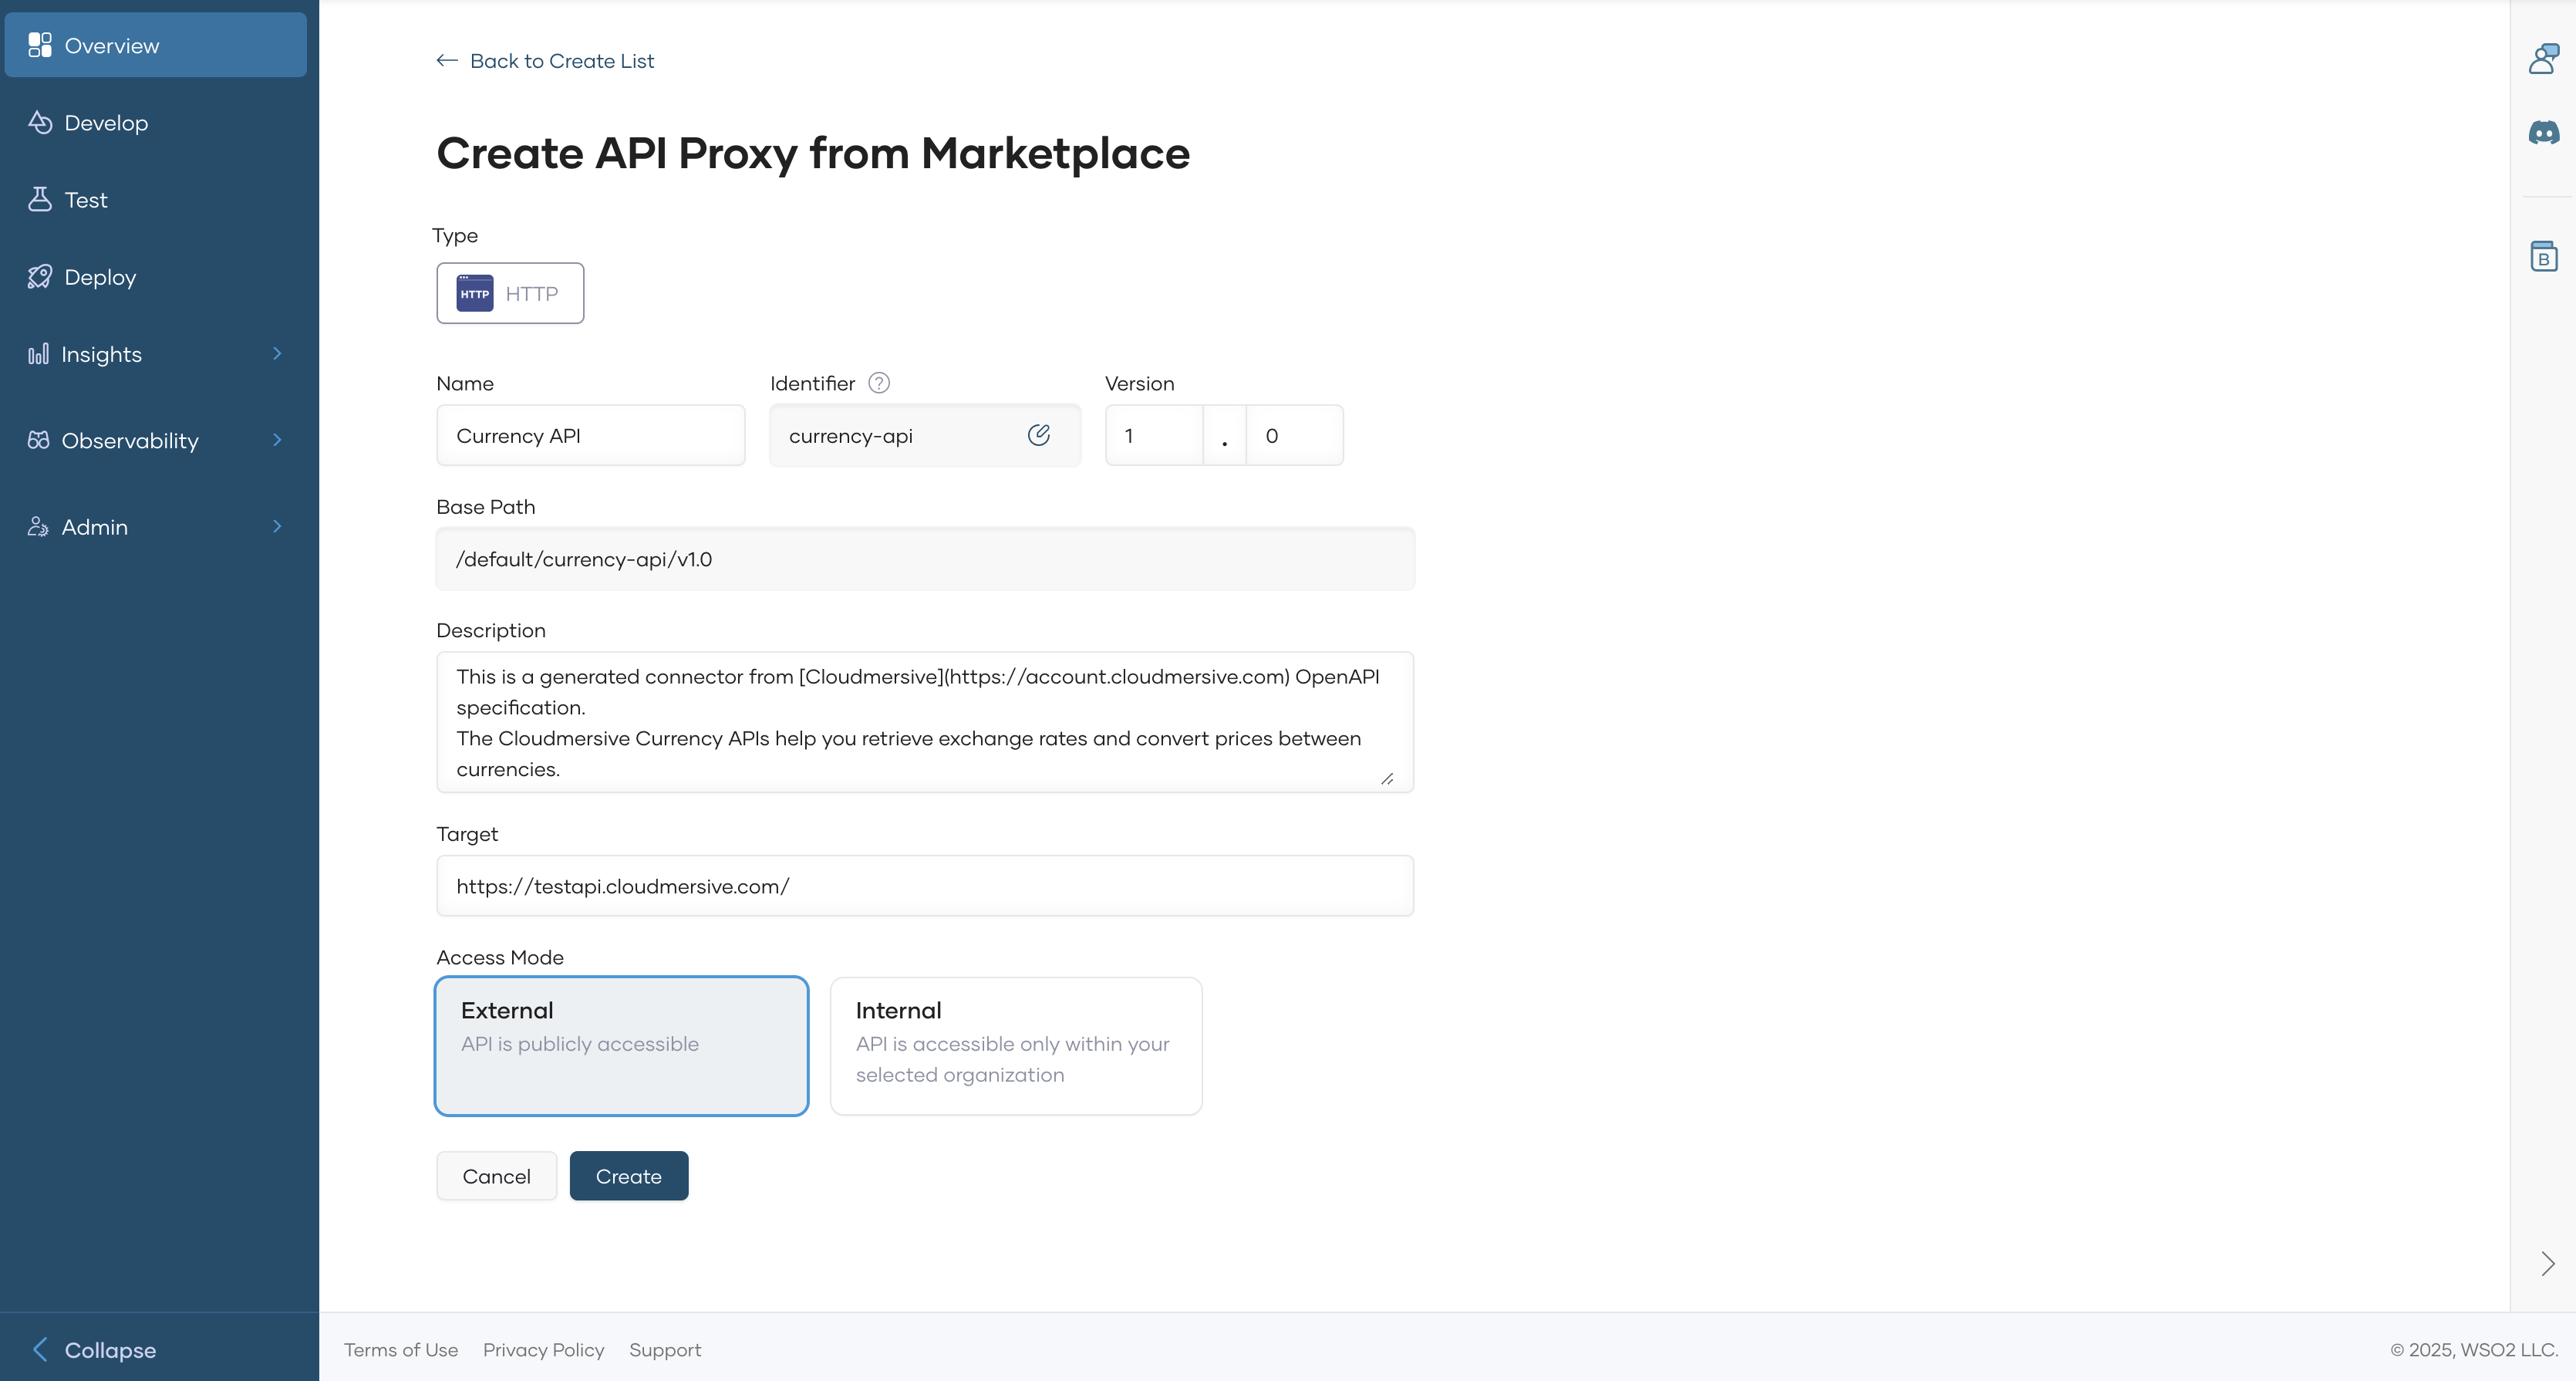 Overview
Develop
Test
Deploy
Insights
Observability
Admin
Collapse
Back to Create List
Create API Proxy from Marketplace
Type
HTTP HTTP
Name
Currency API
Identifier ?
currency-api
Version
1 . 0
Base Path
/default/currency-api/v1.0
Description
This is a generated connector from [Cloudmersive](https://account.cloudmersive.com) OpenAPI
specification.
The Cloudmersive Currency APIs help you retrieve exchange rates and convert prices between
currencies.
Target
https://testapi.cloudmersive.com/
Access Mode
External
API is publicly accessible
Internal
API is accessible only within your
selected organization
Cancel
Create
B
Terms of Use Privacy Policy Support
© 2025, WSO2 LLC.